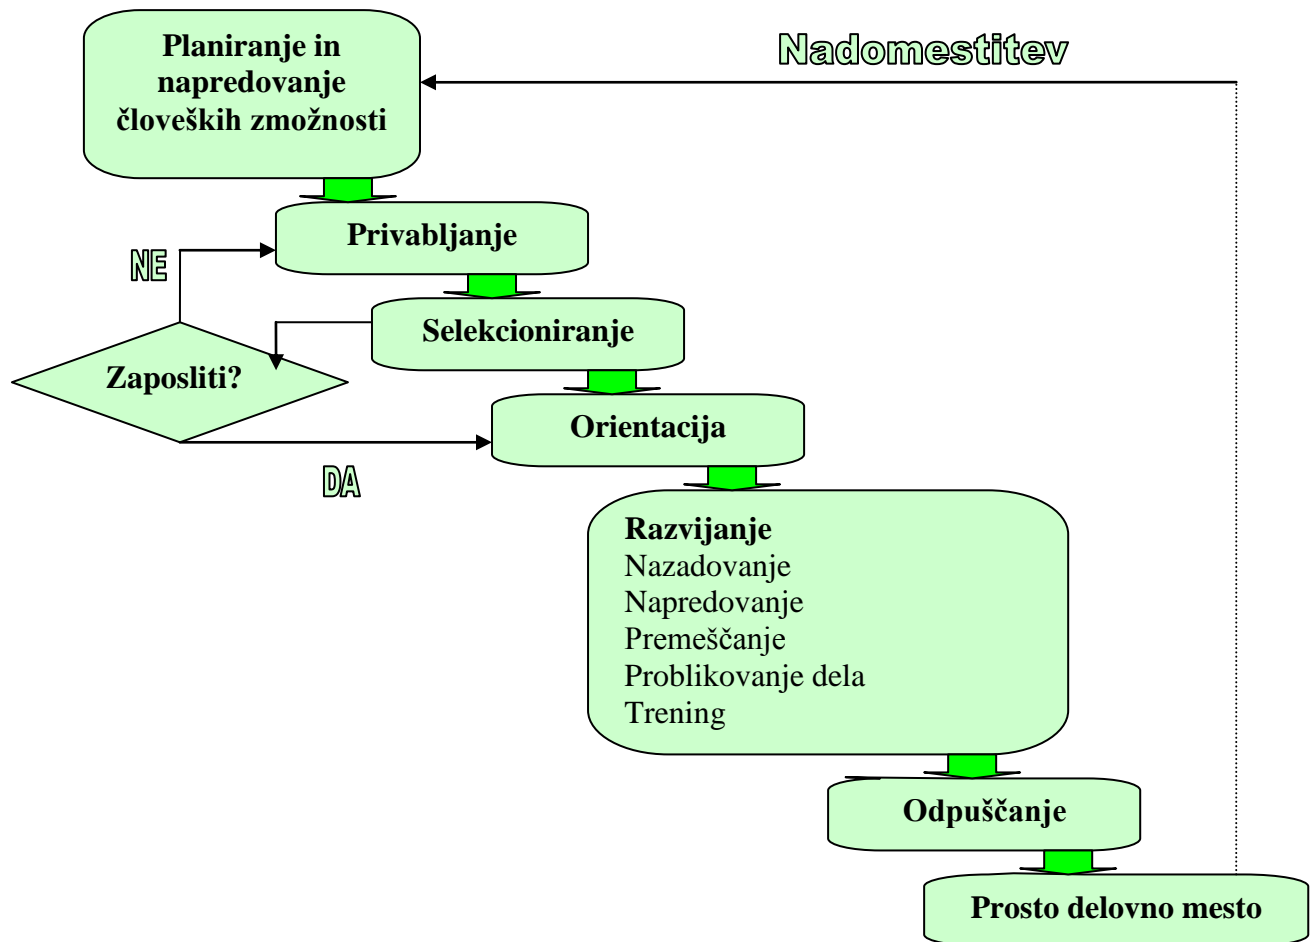 Planiranje in
napredovanje
človeških zmožnosti
Nadomestitev
Privabljanje
NE
Selekcioniranje
Zaposliti?
Orientacija
DA
Razvijanje
Nazadovanje
Napredovanje
Premeščanje
Problikovanje dela
Trening
Odpuščanje
Prosto delovno mesto